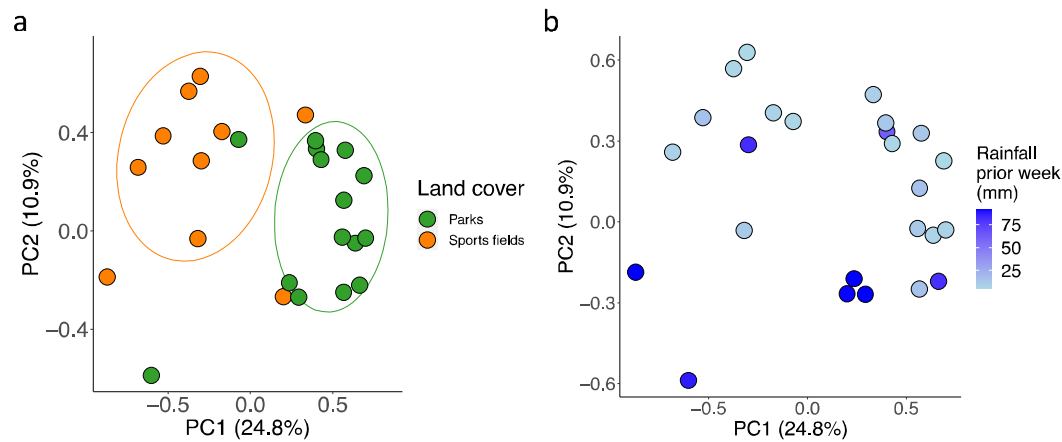 a
PC2 (10.9%)
0.4
0.0
−0.4
−0.5
0.0
0.5
PC1 (24.8%)
Land cover
Parks
Sports fields
b
PC2 (10.9%)
0.6
0.3
0.0
−0.3
−0.6
−0.5
0.0
0.5
PC1 (24.8%)
Rainfall
prior week
(mm)
75
50
25